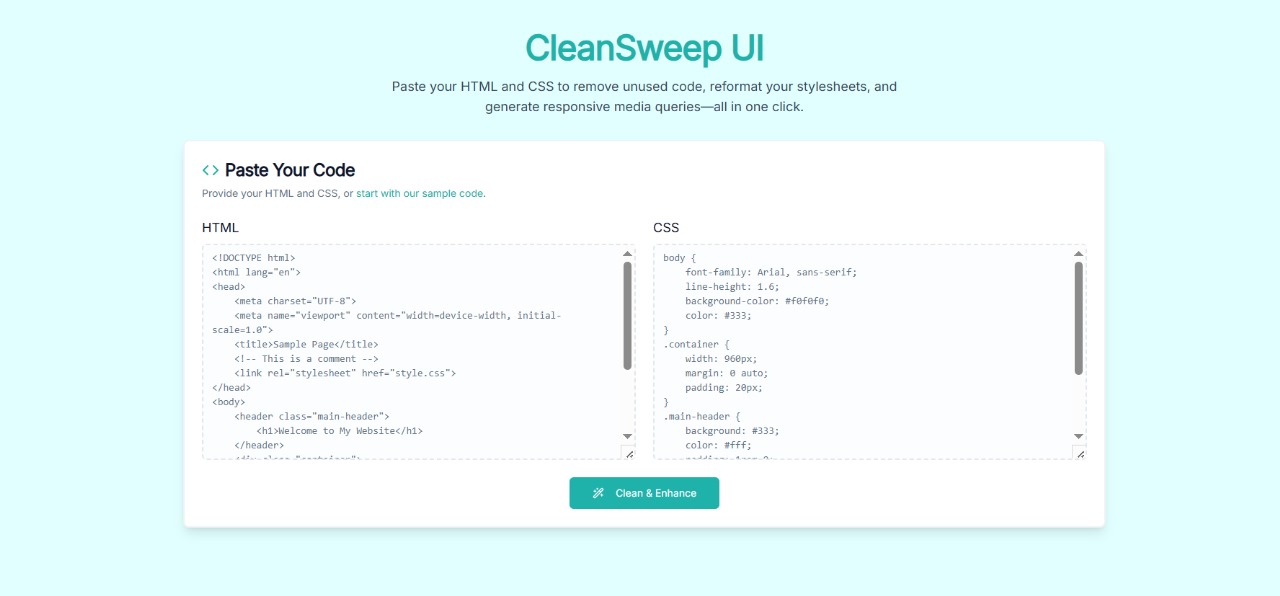 CleanSweep UI
Paste your HTML and CSS to remove unused code, reformat your stylesheets, and
generate responsive media queries—all in one click.
Paste Your Code
Provide your HTML and CSS, or start with our sample code.
HTML
<!DOCTYPE html>
<html lang="en">
<head>
    <meta charset="UTF-8">
    <meta name="viewport" content="width=device-width, initial-
scale=1.0">
    <title>Sample Page</title>
    <!-- This is a comment -->
    <link rel="stylesheet" href="style.css">
</head>
<body>
    <header class="main-header">
        <h1>Welcome to My Website</h1>
    </header>
    <div class="container">
CSS
body {
    font-family: Arial, sans-serif;
    line-height: 1.6;
    background-color: #f0f0f0;
    color: #333;
}
.container {
    width: 960px;
    margin: 0 auto;
    padding: 20px;
}
.main-header {
    background: #333;
    color: #fff;
    padding: 1rem 0;
Clean & Enhance